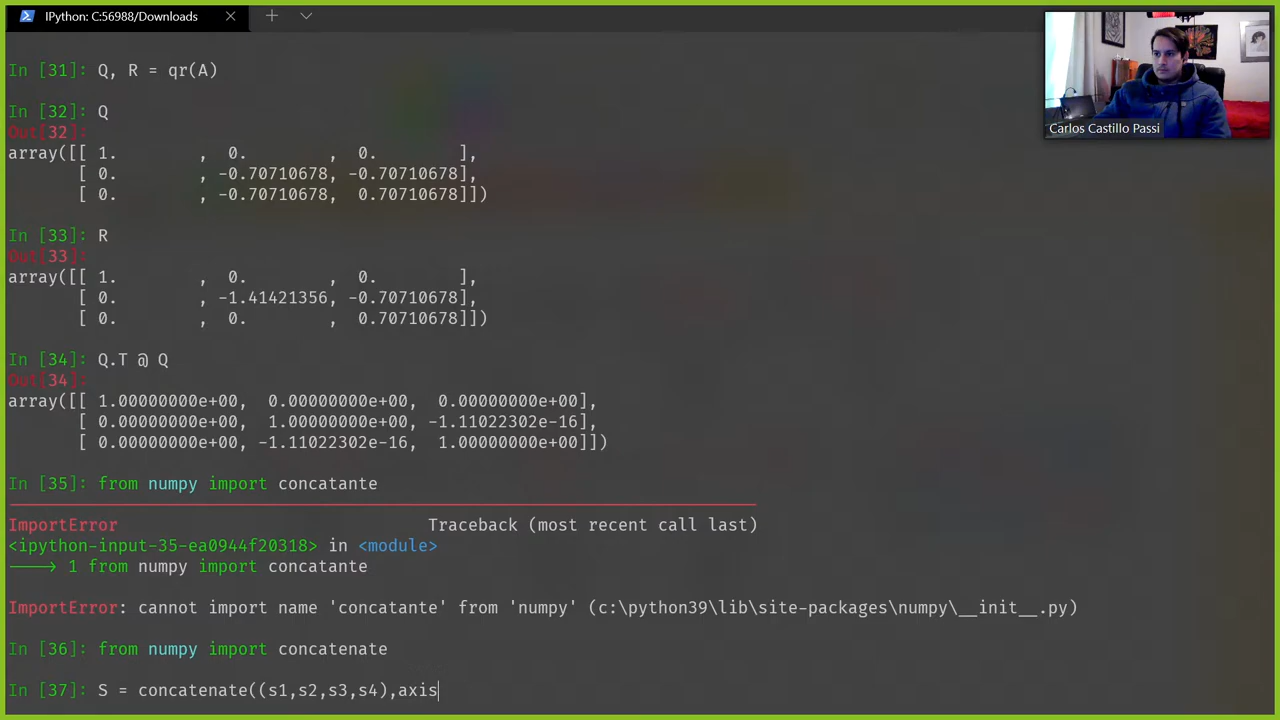 IPython: C:56988/Downloads
Carlos Castillo Passi
In [31]: Q, R = qr(A)
In [32]: Q
Out[32]:
array([[ 1.        ,  0.        ,  0.        ],
       [ 0.        , -0.70710678, -0.70710678],
       [ 0.        , -0.70710678,  0.70710678]])
In [33]: R
Out[33]:
array([[ 1.        ,  0.        ,  0.        ],
       [ 0.        , -1.41421356, -0.70710678],
       [ 0.        ,  0.        ,  0.70710678]])
In [34]: Q.T @ Q
Out[34]:
array([[ 1.00000000e+00,  0.00000000e+00,  0.00000000e+00],
       [ 0.00000000e+00,  1.00000000e+00, -1.11022302e-16],
       [ 0.00000000e+00, -1.11022302e-16,  1.00000000e+00]])
In [35]: from numpy import concatante
ImportError                               Traceback (most recent call last)
<ipython-input-35-ea0944f20318> in <module>
----> 1 from numpy import concatante
ImportError: cannot import name 'concatante' from 'numpy' (c:\python39\lib\site-packages\numpy\__init__.py)
In [36]: from numpy import concatenate
In [37]: S = concatenate((s1,s2,s3,s4),axis